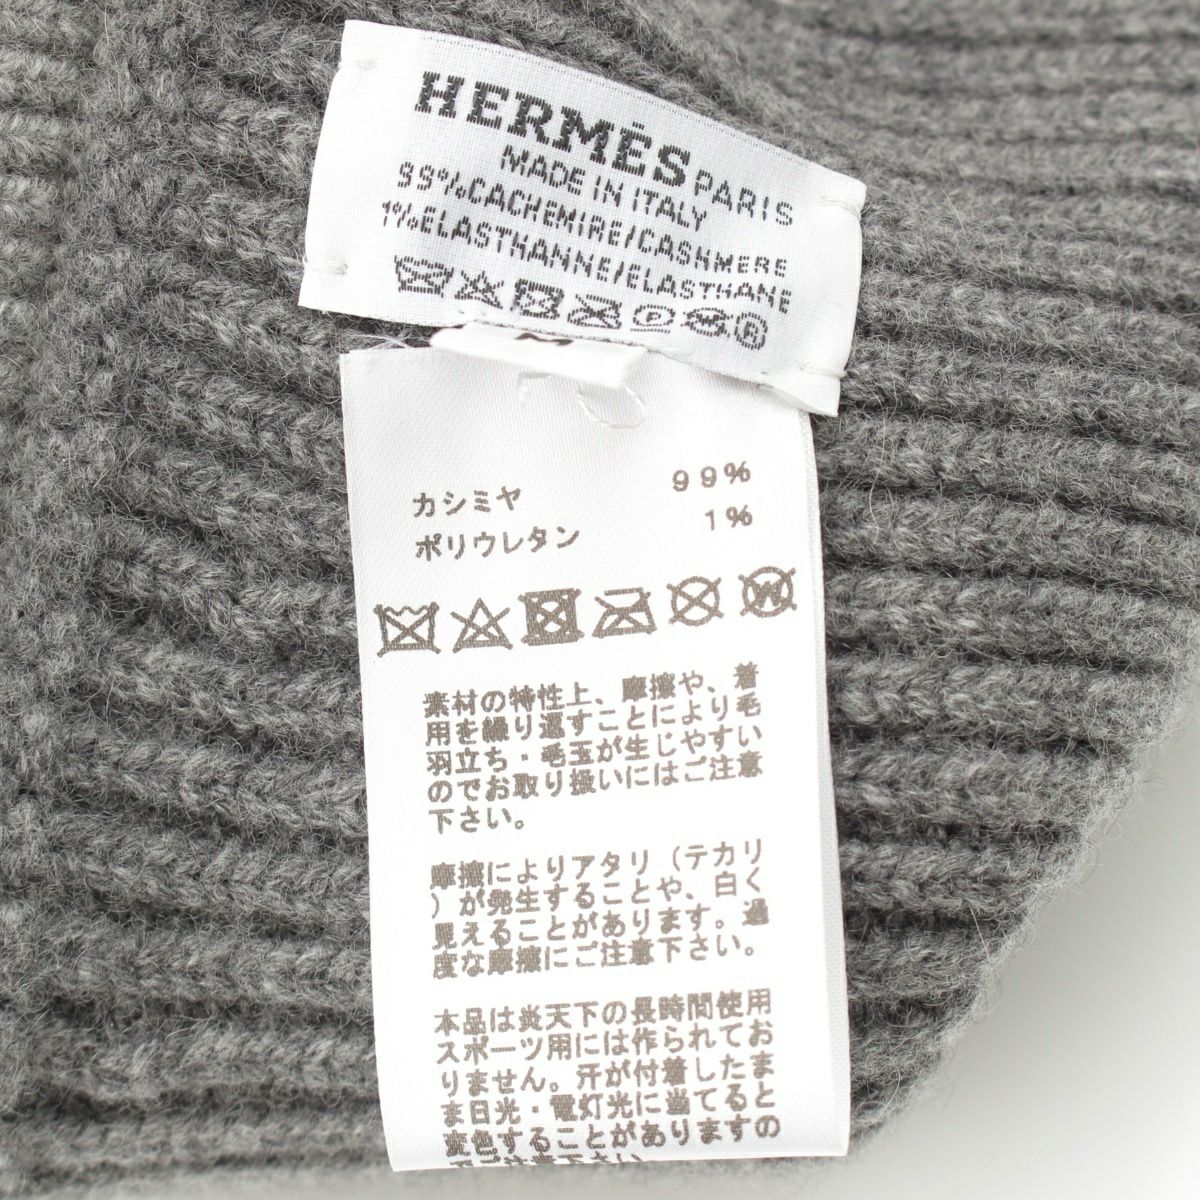 HERMÈS PARIS
MADE IN ITALY
99%CACHEMIRE/CASHMERE
1%ELASTHANNE/ELASTHANE
カシミヤ 99%
ポリウレタン 1%
素材の特性上、摩擦や、着
用を繰り返すことにより毛
羽立ち・毛玉が生じやすい
のでお取り扱いにはご注意
下さい。
摩擦によりアタリ（テカリ
）が発生することや、白く
見えることがあります。過
度な摩擦にご注意下さい。
本品は炎天下の長時間使用
スポーツ用には作られてお
りません。汗が付着したま
ま日光・電灯光に当てると
変色することがありますの